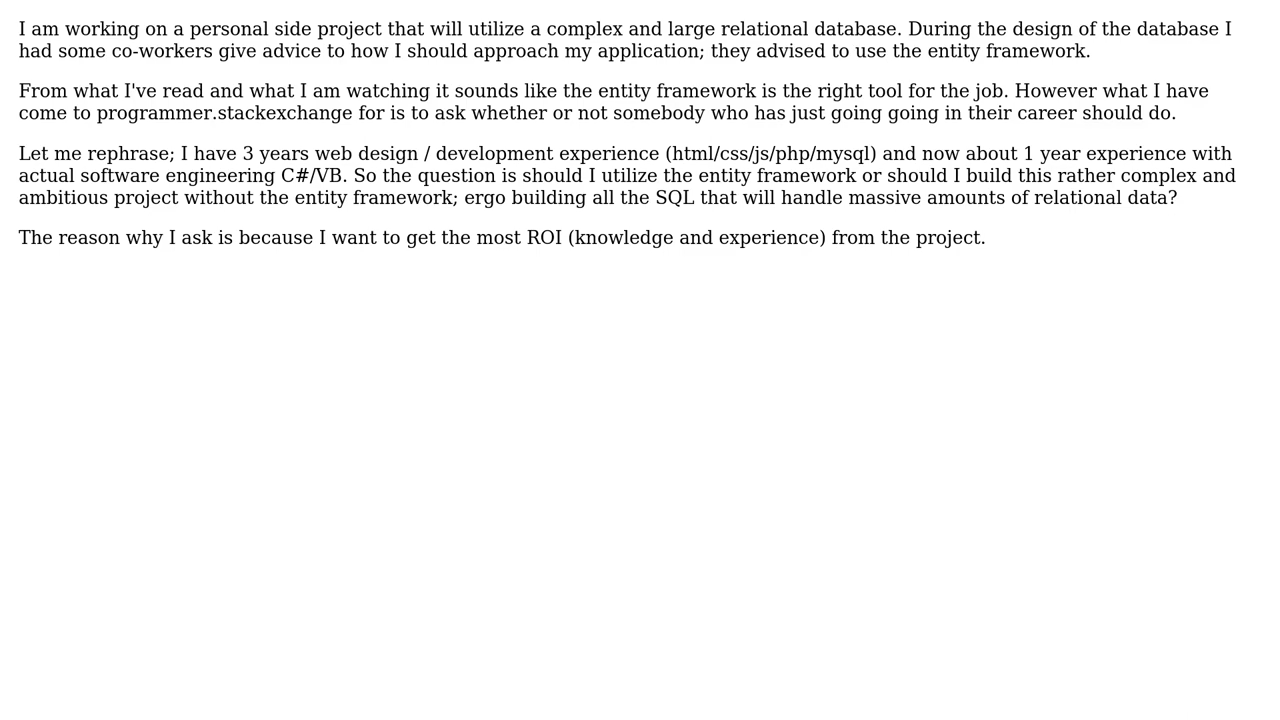 I am working on a personal side project that will utilize a complex and large relational database. During the design of the database I
had some co-workers give advice to how I should approach my application; they advised to use the entity framework.
From what I've read and what I am watching it sounds like the entity framework is the right tool for the job. However what I have
come to programmer.stackexchange for is to ask whether or not somebody who has just going going in their career should do.
Let me rephrase; I have 3 years web design / development experience (html/css/js/php/mysql) and now about 1 year experience with
actual software engineering C#/VB. So the question is should I utilize the entity framework or should I build this rather complex and
ambitious project without the entity framework; ergo building all the SQL that will handle massive amounts of relational data?
The reason why I ask is because I want to get the most ROI (knowledge and experience) from the project.